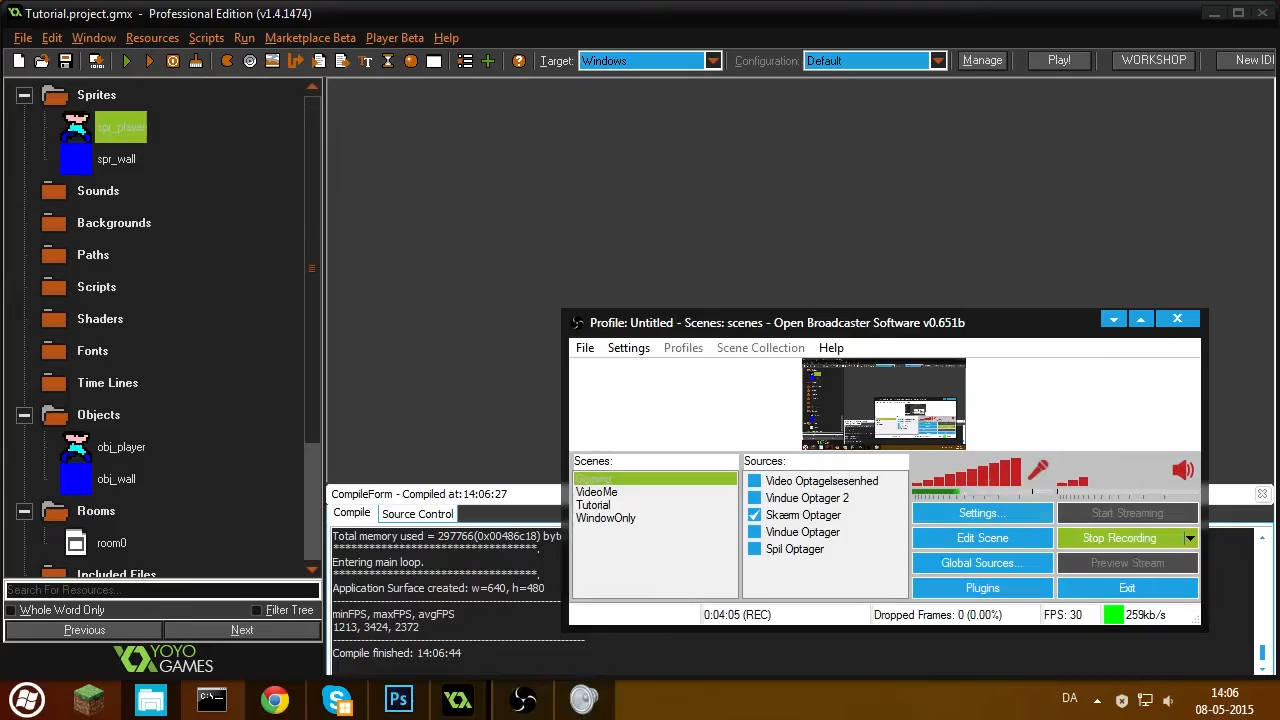 Tutorial.project.gmx - Professional Edition (v1.4.1474)
File Edit Window Resources Scripts Run Marketplace Beta Player Beta Help
Target: Windows Configuration: Default Manage Play! WORKSHOP New IDI
Sprites
spr_player
spr_wall
Sounds
Backgrounds
Paths
Scripts
Shaders
Fonts
Time Lines
Objects
obj_player
obj_wall
Rooms
room0
Included Files
Search For Resources...
Whole Word Only Filter Tree
Previous Next
YOYO
GAMES
CompileForm - Compiled at:14:06:27
Compile Source Control
Total memory used = 297766(0x00486c18) byt
**********************************.
Entering main loop.
**********************************.
Application Surface created: w=640, h=480
minFPS, maxFPS, avgFPS
1213, 3424, 2372
Compile finished: 14:06:44
Profile: Untitled - Scenes: scenes - Open Broadcaster Software v0.651b
File Settings Profiles Scene Collection Help
Scenes:
VideoMe
Tutorial
WindowOnly
Sources:
Video Optagelsesenhed
Vindue Optager 2
Skærm Optager
Vindue Optager
Spil Optager
Settings... Start Streaming
Edit Scene Stop Recording
Global Sources... Preview Stream
Plugins Exit
0:04:05 (REC) Dropped Frames: 0 (0.00%) FPS: 30 259kb/s
Ps
DA
14:06
08-05-2015